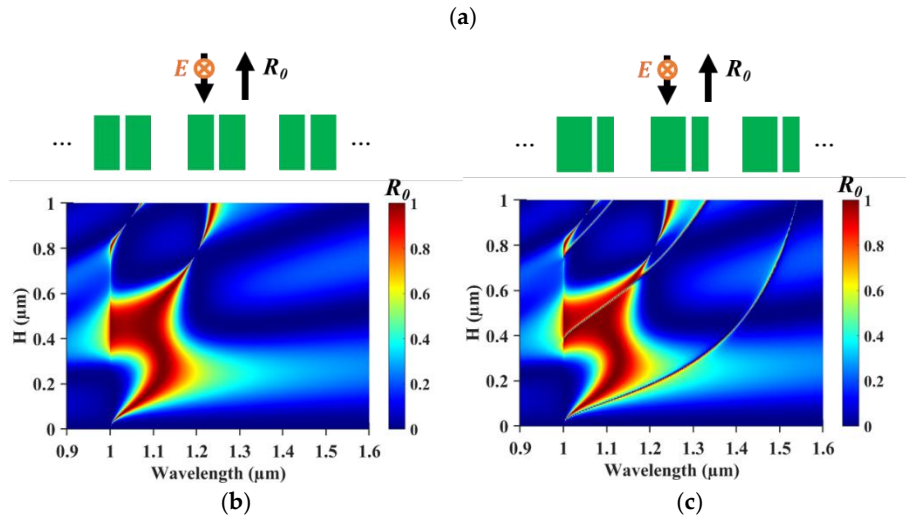 (a)
E R₀ E R₀
... ... ... ...
R₀ R₀
1 1 1 1
0.8 0.8 0.8 0.8
0.6 0.6 0.6 0.6
H (µm) H (µm)
0.4 0.4 0.4 0.4
0.2 0.2 0.2 0.2
0 0 0 0
0.9 1 1.1 1.2 1.3 1.4 1.5 1.6 0.9 1 1.1 1.2 1.3 1.4 1.5 1.6
Wavelength (µm) Wavelength (µm)
(b) (c)